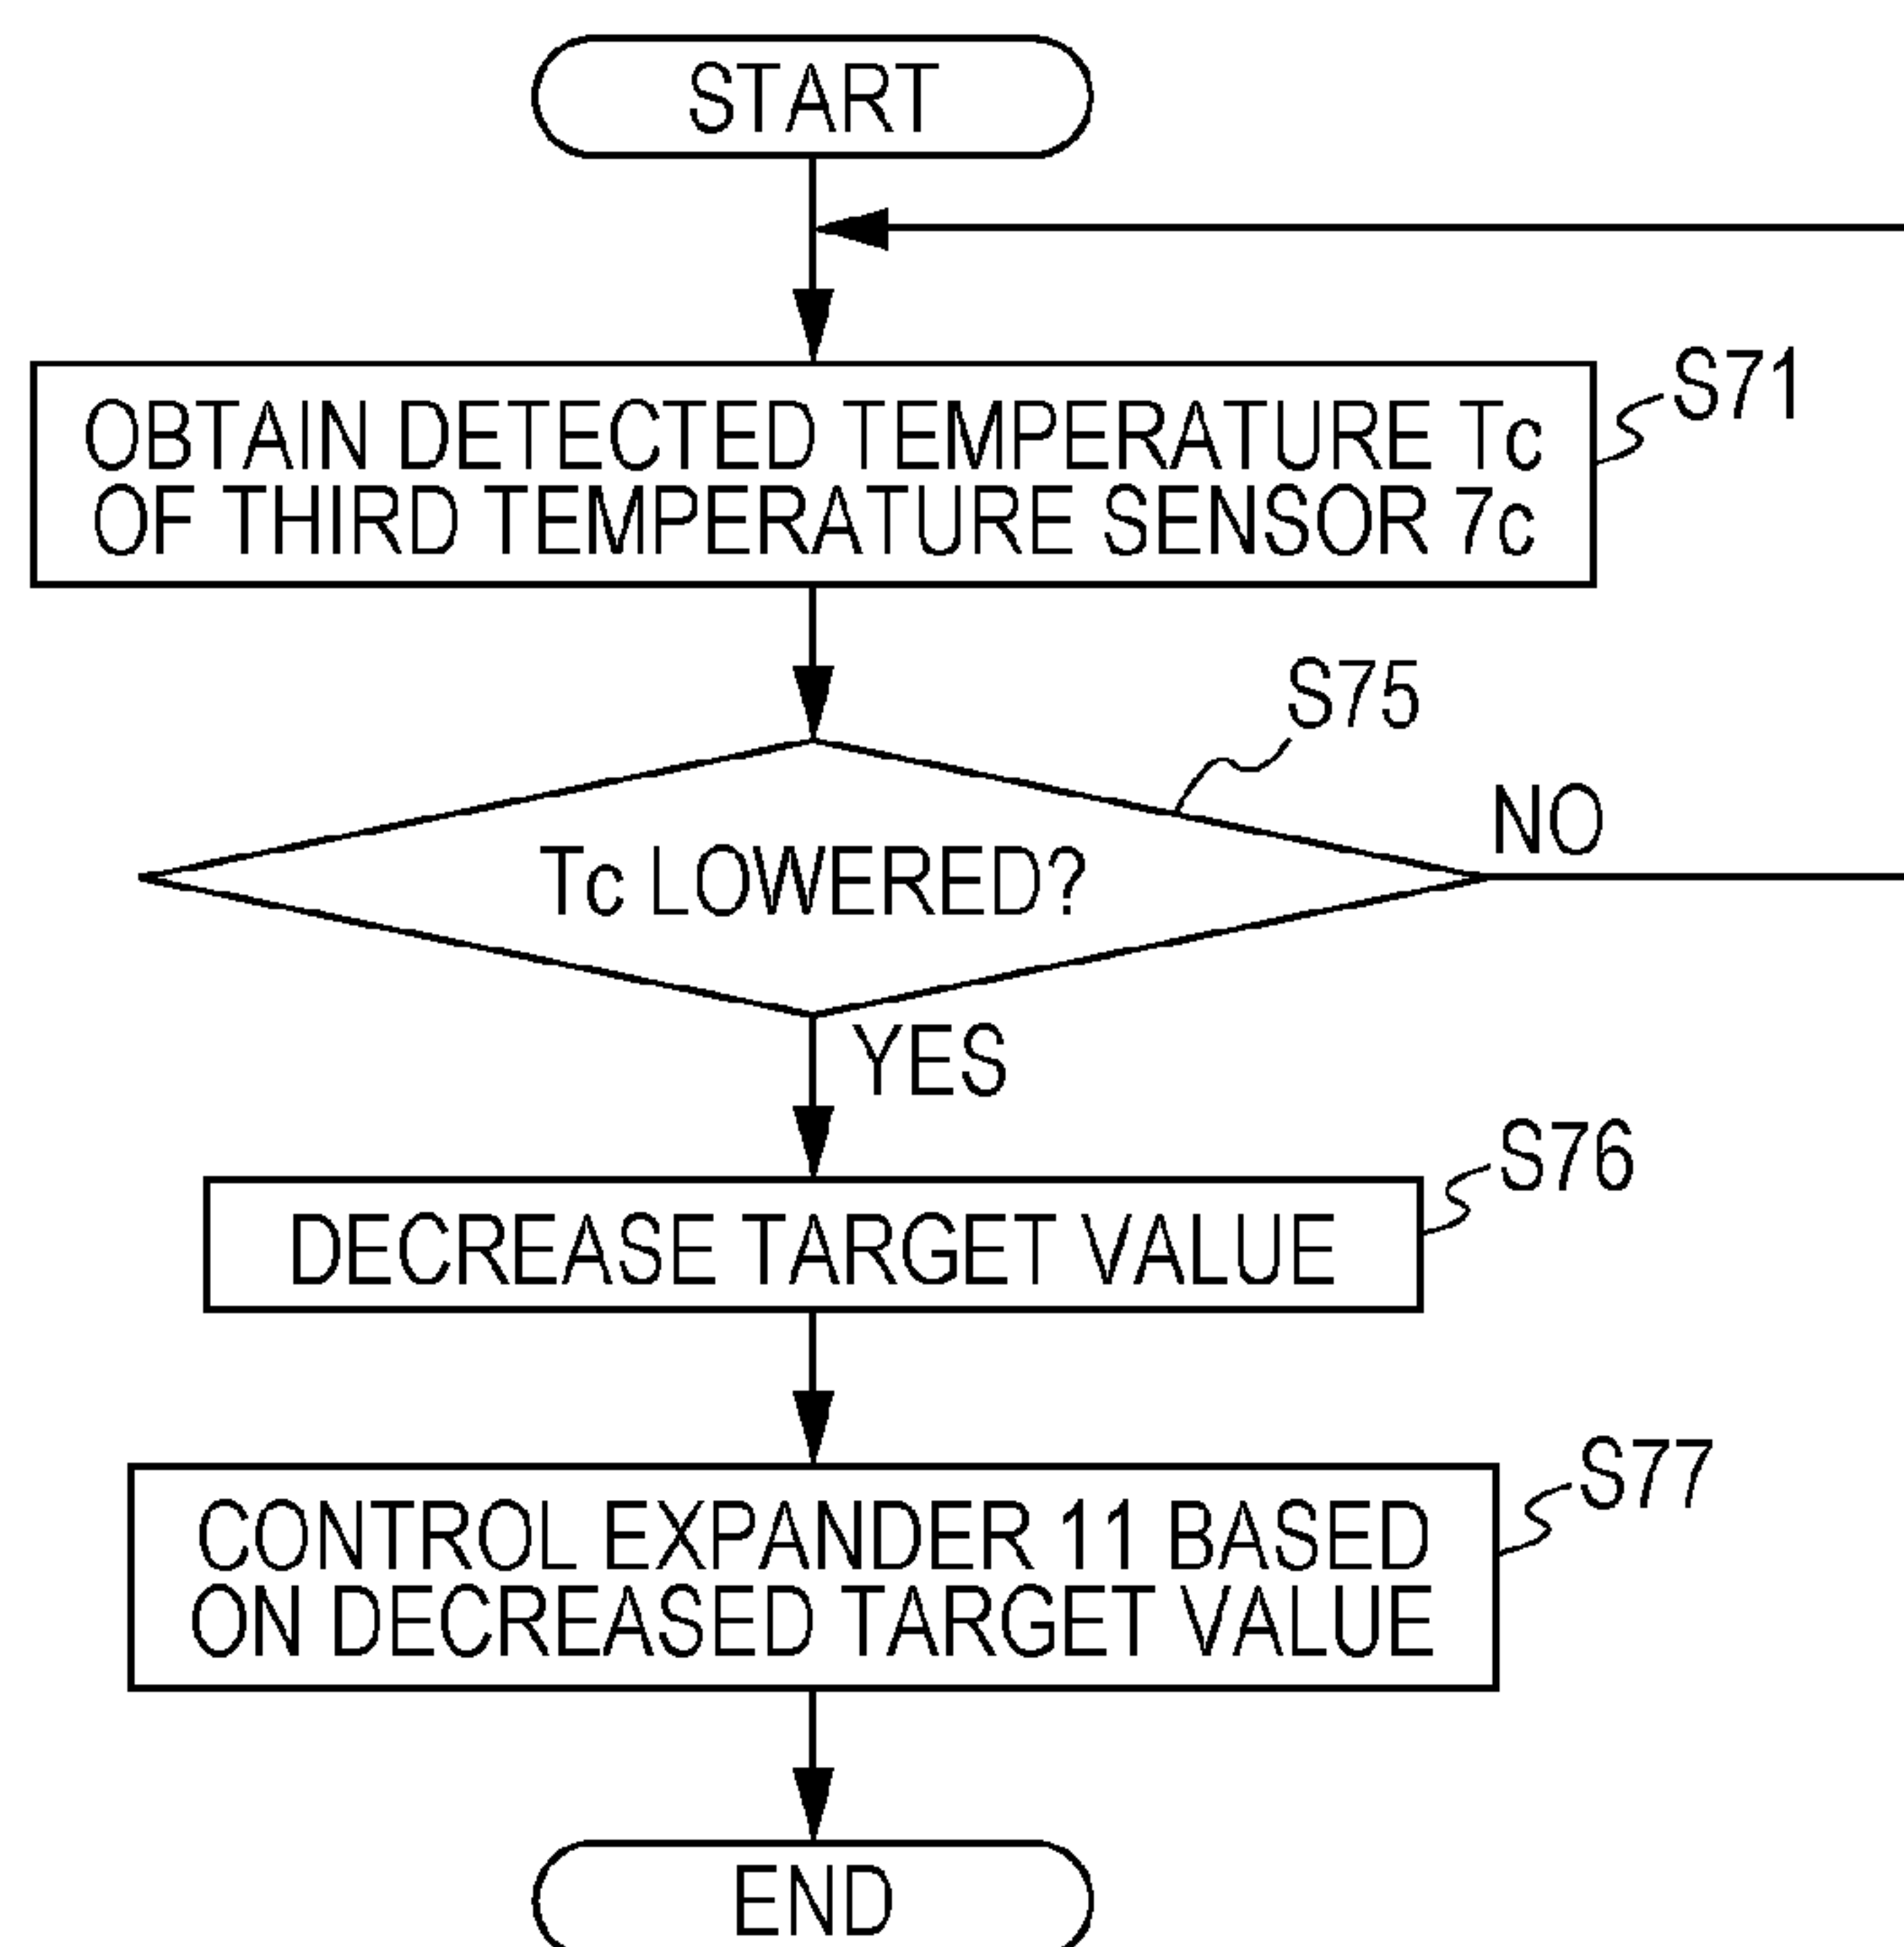 START
OBTAIN DETECTED TEMPERATURE Tc
OF THIRD TEMPERATURE SENSOR 7c
S71
S75
Tc LOWERED?
NO
YES
S76
DECREASE TARGET VALUE
S77
CONTROL EXPANDER 11 BASED
ON DECREASED TARGET VALUE
END